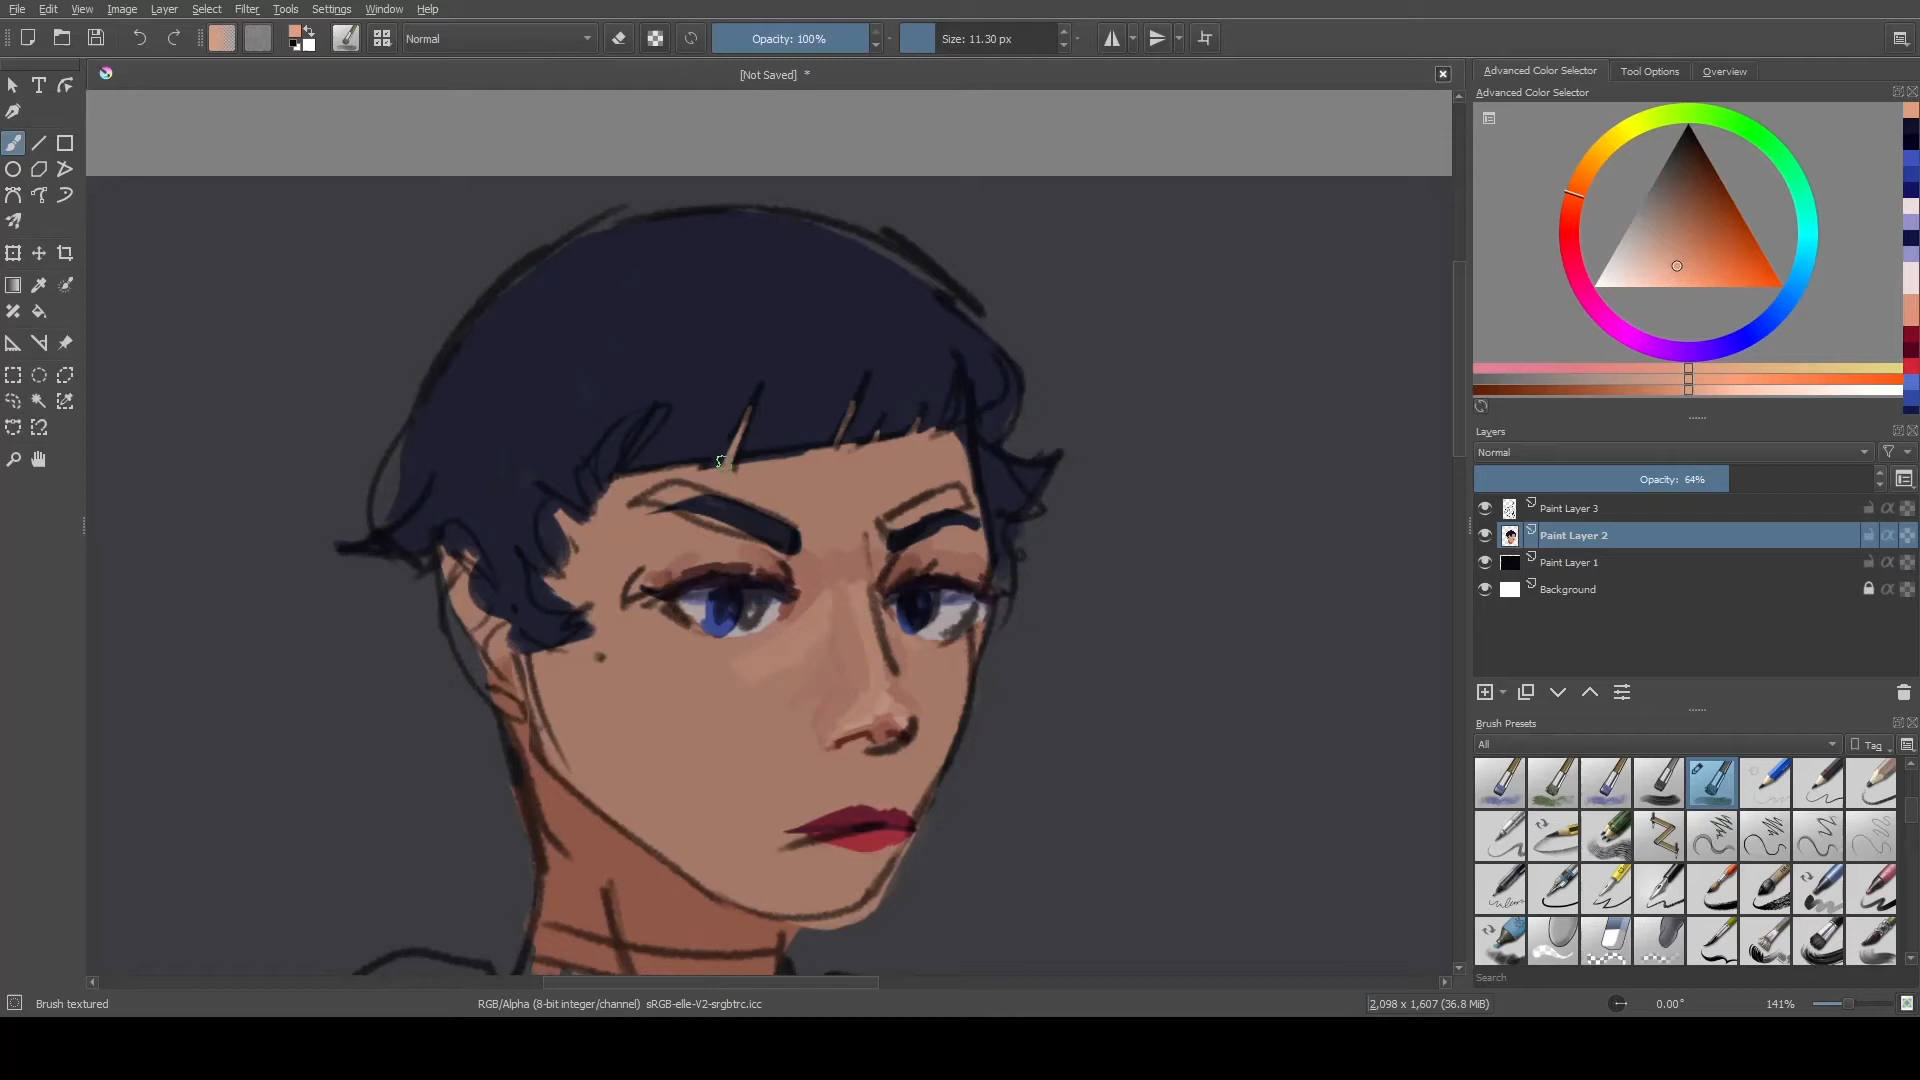 File Edit View Image Layer Select Filter Tools Settings Window Help
Normal Opacity: 100% Size: 11.30 px
[Not Saved] *
Advanced Color Selector Tool Options Overview
Advanced Color Selector
Layers
Normal
Opacity: 64%
Paint Layer 3
Paint Layer 2
Paint Layer 1
Background
Brush Presets
All Tag
Search
Brush textured RGB/Alpha (8-bit integer/channel) sRGB-elle-V2-srgbtrc.icc 2,098 x 1,607 (36.8 MiB) 0.00° 141%